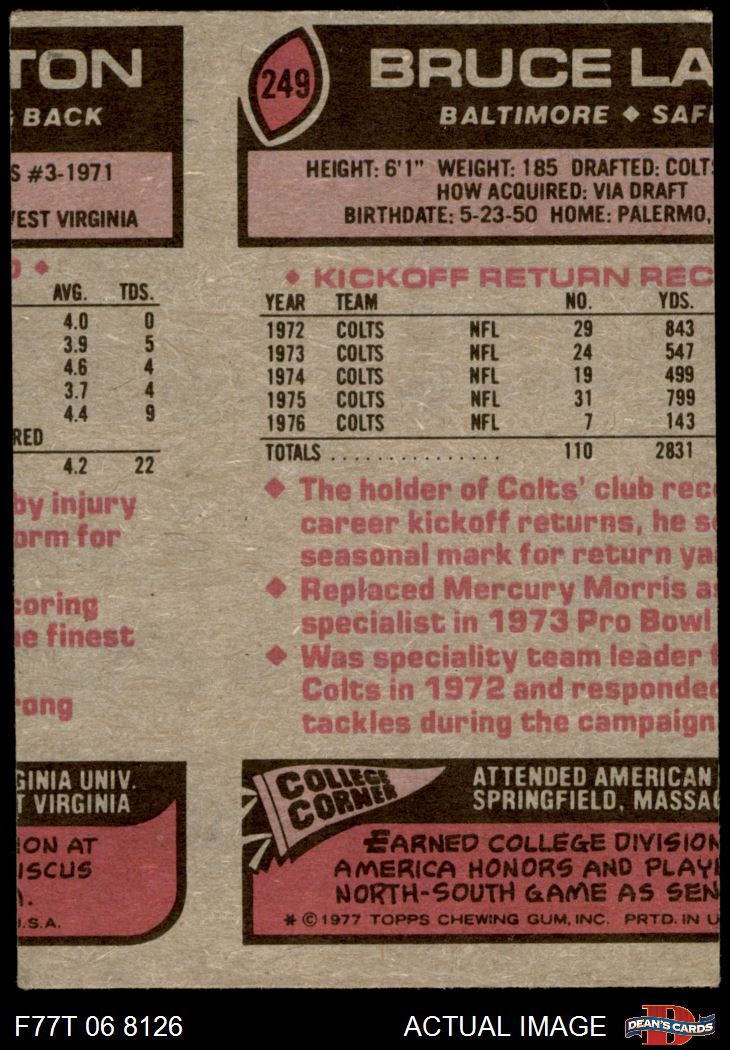 TON
BACK
S #3-1971
EST VIRGINIA
AVG. TDS.
4.0 0
3.9 5
4.6 4
3.7 4
4.4 9
RED
4.2 22
by injury
orm for
coring
e finest
rong
GINIA UNIV.
T VIRGINIA
ION AT
ISCUS
.S.A.
249
BRUCE LA
BALTIMORE ◆ SAF
HEIGHT: 6'1" WEIGHT: 185 DRAFTED: COLTS
HOW ACQUIRED: VIA DRAFT
BIRTHDATE: 5-23-50 HOME: PALERMO,
◆ KICKOFF RETURN REC
YEAR TEAM NO. YDS.
1972 COLTS NFL 29 843
1973 COLTS NFL 24 547
1974 COLTS NFL 19 499
1975 COLTS NFL 31 799
1976 COLTS NFL 7 143
TOTALS . . . . . . . . . . . . . . . 110 2831
◆ The holder of Colts' club rec
career kickoff returns, he s
seasonal mark for return ya
◆ Replaced Mercury Morris a
specialist in 1973 Pro Bowl
◆ Was speciality team leader f
Colts in 1972 and responded
tackles during the campaign
COLLEGE
CORNER
ATTENDED AMERICAN
SPRINGFIELD, MASSA
EARNED COLLEGE DIVISION
AMERICA HONORS AND PLAY
NORTH-SOUTH GAME AS SEN
* © 1977 TOPPS CHEWING GUM, INC. PRTD. IN U
F77T 06 8126
ACTUAL IMAGE
D
DEAN'S CARDS